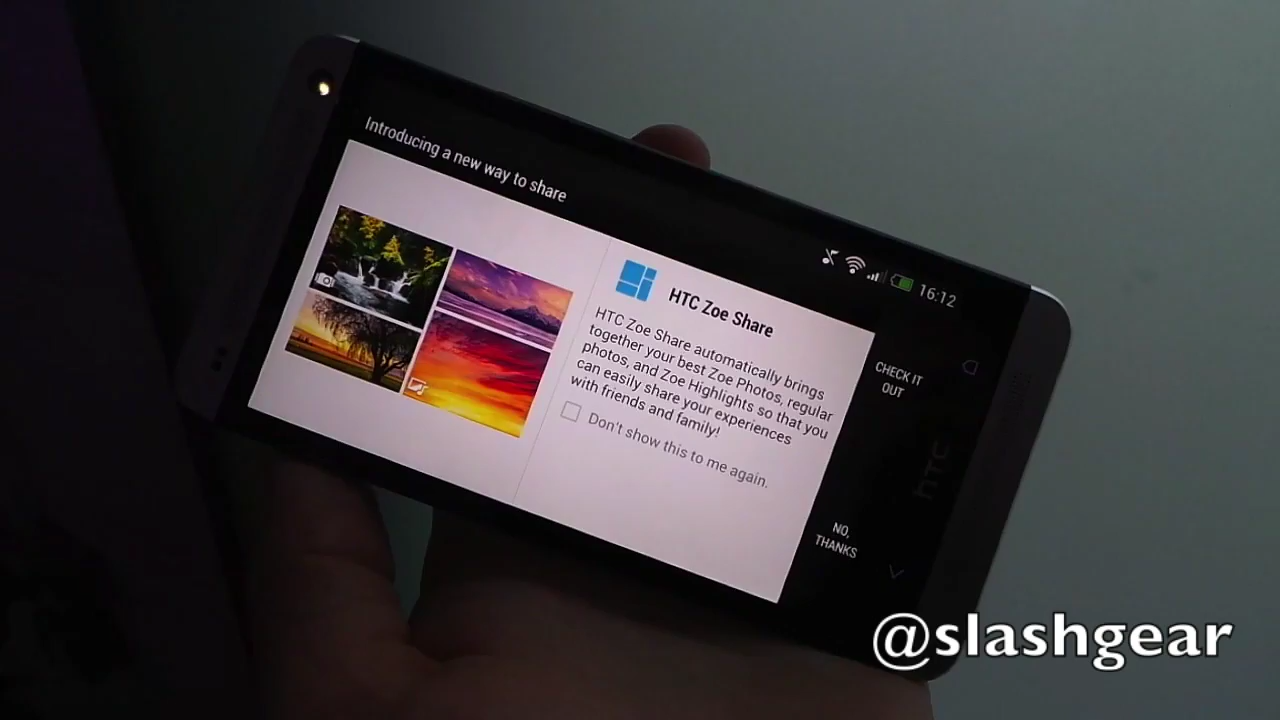 Introducing a new way to share
16:12
HTC Zoe Share
HTC Zoe Share automatically brings
together your best Zoe Photos, regular
photos, and Zoe Highlights so that you
can easily share your experiences
with friends and family!
Don't show this to me again.
CHECK IT
OUT
NO,
THANKS
hTC
@slashgear